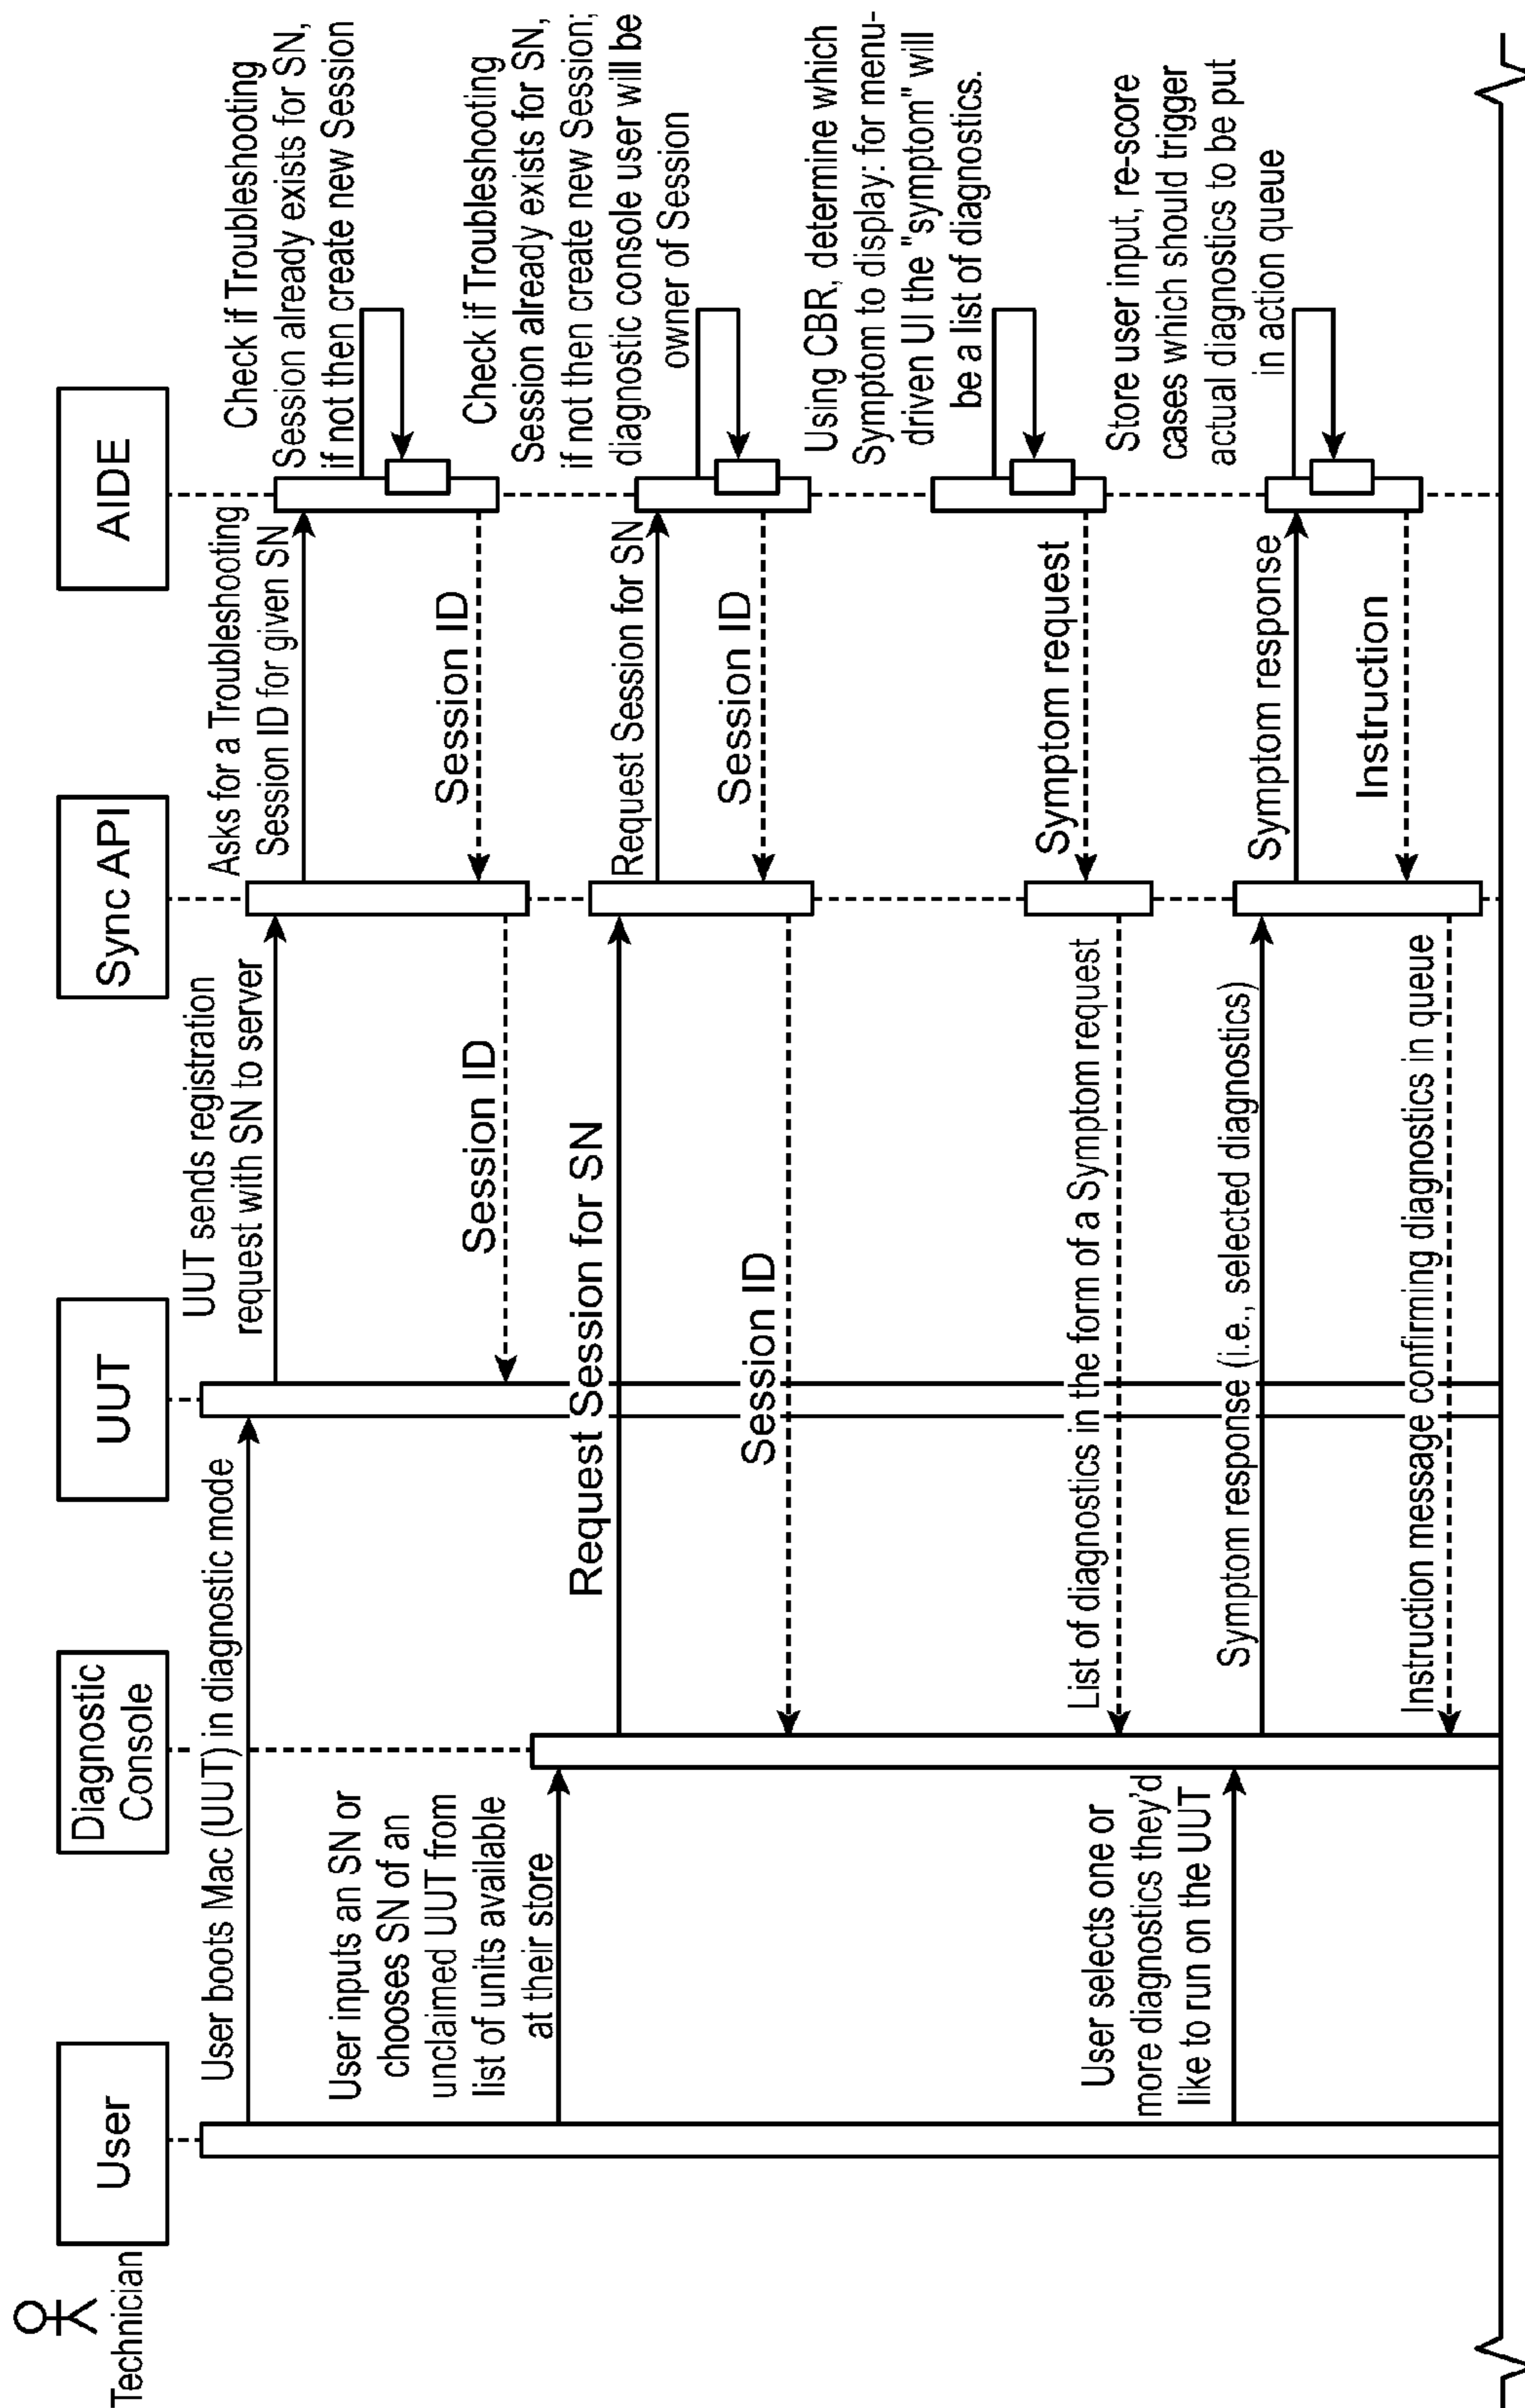 Technician
User
Diagnostic
Console
UUT
Sync API
AIDE
User boots Mac (UUT) in diagnostic mode
UUT sends registration
request with SN to server
Asks for a Troubleshooting
Session ID for given SN
Check if Troubleshooting
Session already exists for SN,
if not then create new Session
Session ID
Session ID
User inputs an SN or
chooses SN of an
unclaimed UUT from
list of units available
at their store
Request Session for SN
Request Session for SN
Check if Troubleshooting
Session already exists for SN,
if not then create new Session;
diagnostic console user will be
owner of Session
Session ID
Session ID
Using CBR, determine which
Symptom to display: for menu-
driven UI the "symptom" will
be a list of diagnostics.
Symptom request
List of diagnostics in the form of a Symptom request
User selects one or
more diagnostics they'd
like to run on the UUT
Symptom response (i.e., selected diagnostics)
Symptom response
Store user input, re-score
cases which should trigger
actual diagnostics to be put
in action queue
Instruction
Instruction message confirming diagnostics in queue